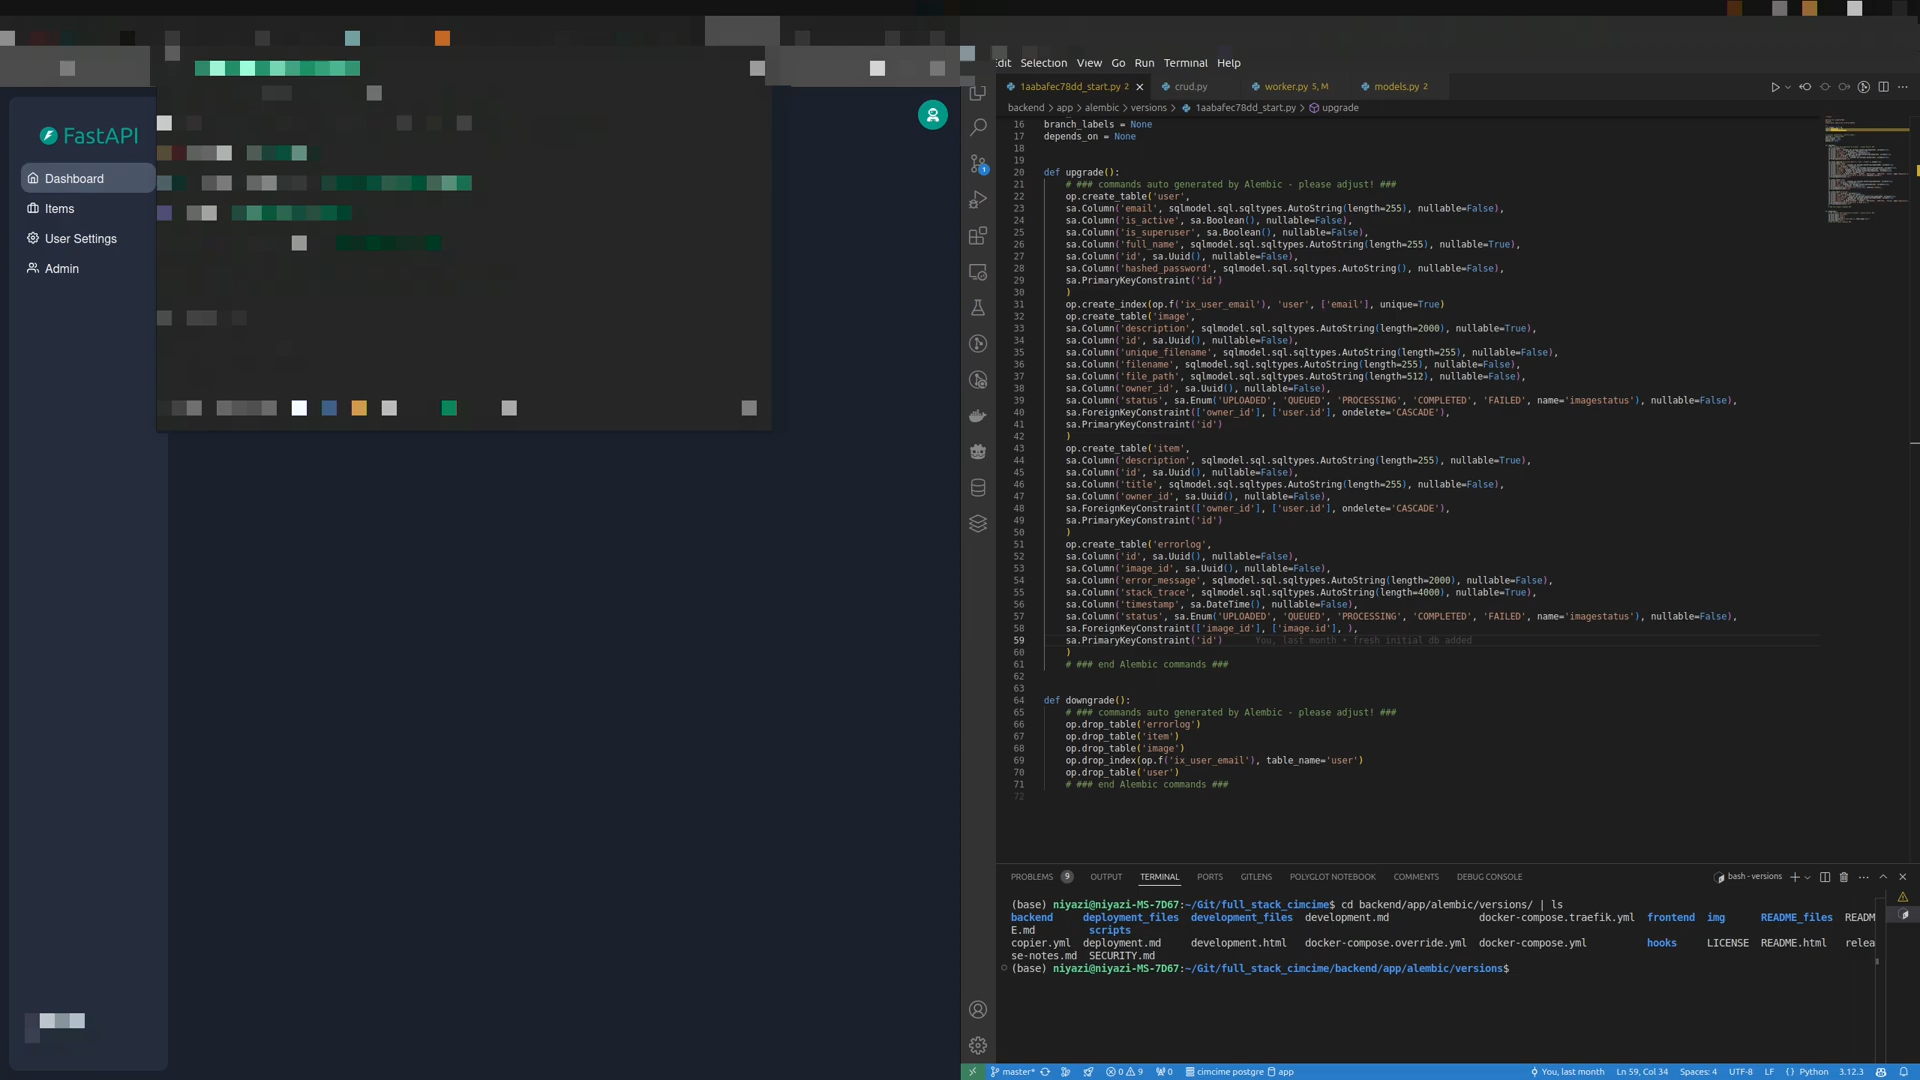 FastAPI
Dashboard
Items
User Settings
Admin
Selection View Go Run Terminal Help
1aabafec78dd_start.py 2
crud.py
worker.py 5, M
models.py 2
backend > app > alembic > versions > 1aabafec78dd_start.py > upgrade
16 branch_labels = None
17 depends_on = None
18
19
20 def upgrade():
21 # ### commands auto generated by Alembic - please adjust! ###
22 op.create_table('user',
23 sa.Column('email', sqlmodel.sql.sqltypes.AutoString(length=255), nullable=False),
24 sa.Column('is_active', sa.Boolean(), nullable=False),
25 sa.Column('is_superuser', sa.Boolean(), nullable=False),
26 sa.Column('full_name', sqlmodel.sql.sqltypes.AutoString(length=255), nullable=True),
27 sa.Column('id', sa.Uuid(), nullable=False),
28 sa.Column('hashed_password', sqlmodel.sql.sqltypes.AutoString(), nullable=False),
29 sa.PrimaryKeyConstraint('id')
30 )
31 op.create_index(op.f('ix_user_email'), 'user', ['email'], unique=True)
32 op.create_table('image',
33 sa.Column('description', sqlmodel.sql.sqltypes.AutoString(length=2000), nullable=True),
34 sa.Column('id', sa.Uuid(), nullable=False),
35 sa.Column('unique_filename', sqlmodel.sql.sqltypes.AutoString(length=255), nullable=False),
36 sa.Column('filename', sqlmodel.sql.sqltypes.AutoString(length=255), nullable=False),
37 sa.Column('file_path', sqlmodel.sql.sqltypes.AutoString(length=512), nullable=False),
38 sa.Column('owner_id', sa.Uuid(), nullable=False),
39 sa.Column('status', sa.Enum('UPLOADED', 'QUEUED', 'PROCESSING', 'COMPLETED', 'FAILED', name='imagestatus'), nullable=False),
40 sa.ForeignKeyConstraint(['owner_id'], ['user.id'], ondelete='CASCADE'),
41 sa.PrimaryKeyConstraint('id')
42 )
43 op.create_table('item',
44 sa.Column('description', sqlmodel.sql.sqltypes.AutoString(length=255), nullable=True),
45 sa.Column('id', sa.Uuid(), nullable=False),
46 sa.Column('title', sqlmodel.sql.sqltypes.AutoString(length=255), nullable=False),
47 sa.Column('owner_id', sa.Uuid(), nullable=False),
48 sa.ForeignKeyConstraint(['owner_id'], ['user.id'], ondelete='CASCADE'),
49 sa.PrimaryKeyConstraint('id')
50 )
51 op.create_table('errorlog',
52 sa.Column('id', sa.Uuid(), nullable=False),
53 sa.Column('image_id', sa.Uuid(), nullable=False),
54 sa.Column('error_message', sqlmodel.sql.sqltypes.AutoString(length=2000), nullable=False),
55 sa.Column('stack_trace', sqlmodel.sql.sqltypes.AutoString(length=4000), nullable=True),
56 sa.Column('timestamp', sa.DateTime(), nullable=False),
57 sa.Column('status', sa.Enum('UPLOADED', 'QUEUED', 'PROCESSING', 'COMPLETED', 'FAILED', name='imagestatus'), nullable=False),
58 sa.ForeignKeyConstraint(['image_id'], ['image.id'], ),
59 sa.PrimaryKeyConstraint('id') You, last month • fresh initial db added
60 )
61 # ### end Alembic commands ###
62
63
64 def downgrade():
65 # ### commands auto generated by Alembic - please adjust! ###
66 op.drop_table('errorlog')
67 op.drop_table('item')
68 op.drop_table('image')
69 op.drop_index(op.f('ix_user_email'), table_name='user')
70 op.drop_table('user')
71 # ### end Alembic commands ###
72
PROBLEMS 9 OUTPUT TERMINAL PORTS GITLENS POLYGLOT NOTEBOOK COMMENTS DEBUG CONSOLE
bash - versions
(base) niyazi@niyazi-MS-7D67:~/Git/full_stack_cimcime$ cd backend/app/alembic/versions/ | ls
backend deployment_files development_files development.md docker-compose.traefik.yml frontend img README_files READM
E.md scripts
copier.yml deployment.md development.html docker-compose.override.yml docker-compose.yml hooks LICENSE README.html relea
se-notes.md SECURITY.md
(base) niyazi@niyazi-MS-7D67:~/Git/full_stack_cimcime/backend/app/alembic/versions$
master* 0 9 0 cimcime postgre app You, last month Ln 59, Col 34 Spaces: 4 UTF-8 LF Python 3.12.3